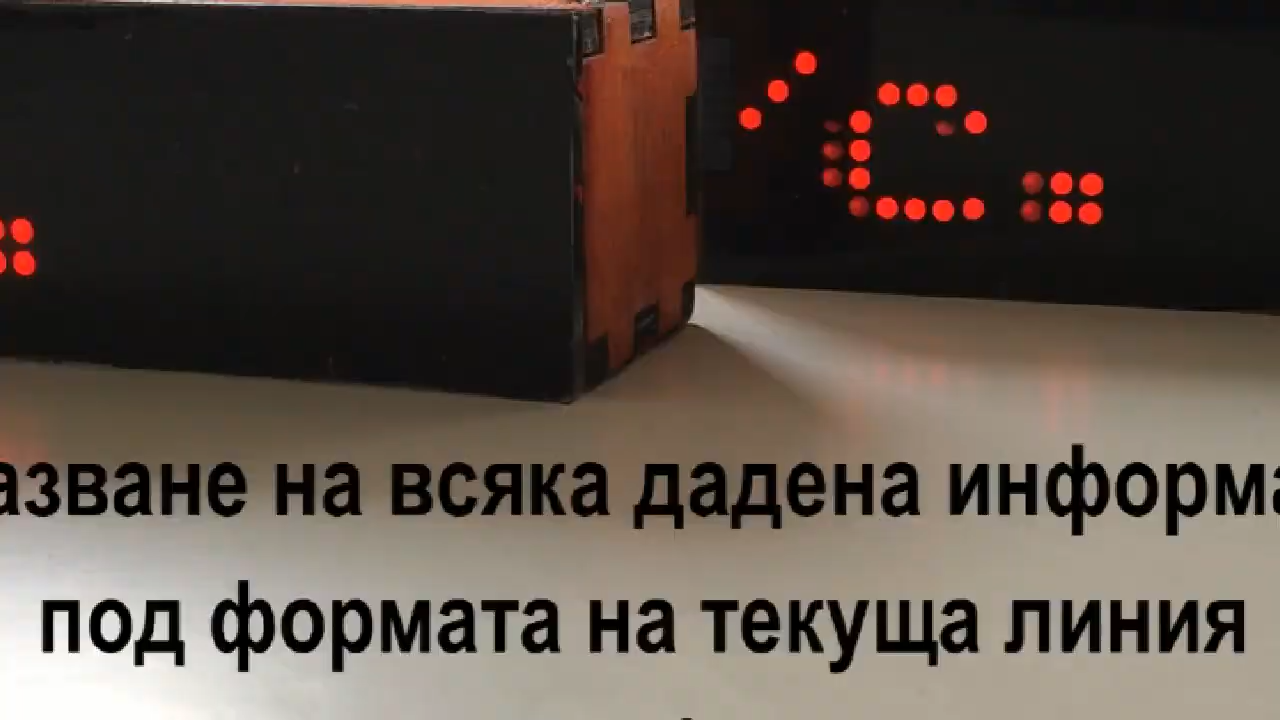 C.
азване на всяка дадена информа
под формата на текуща линия